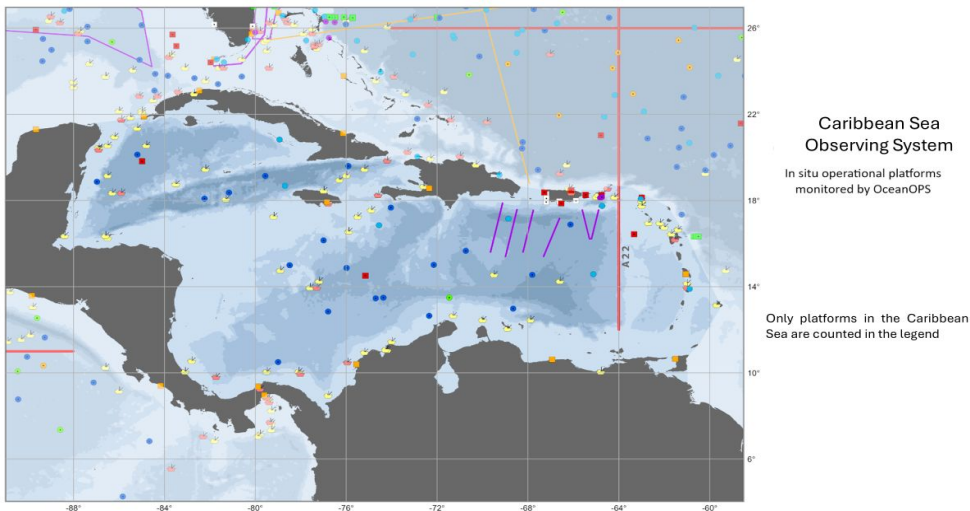 Caribbean Sea
Observing System
In situ operational platforms
monitored by OceanOPS
Only platforms in the Caribbean
Sea are counted in the legend
A22
26°
22°
18°
14°
10°
6°
-88°
-84°
-80°
-76°
-72°
-68°
-64°
-60°